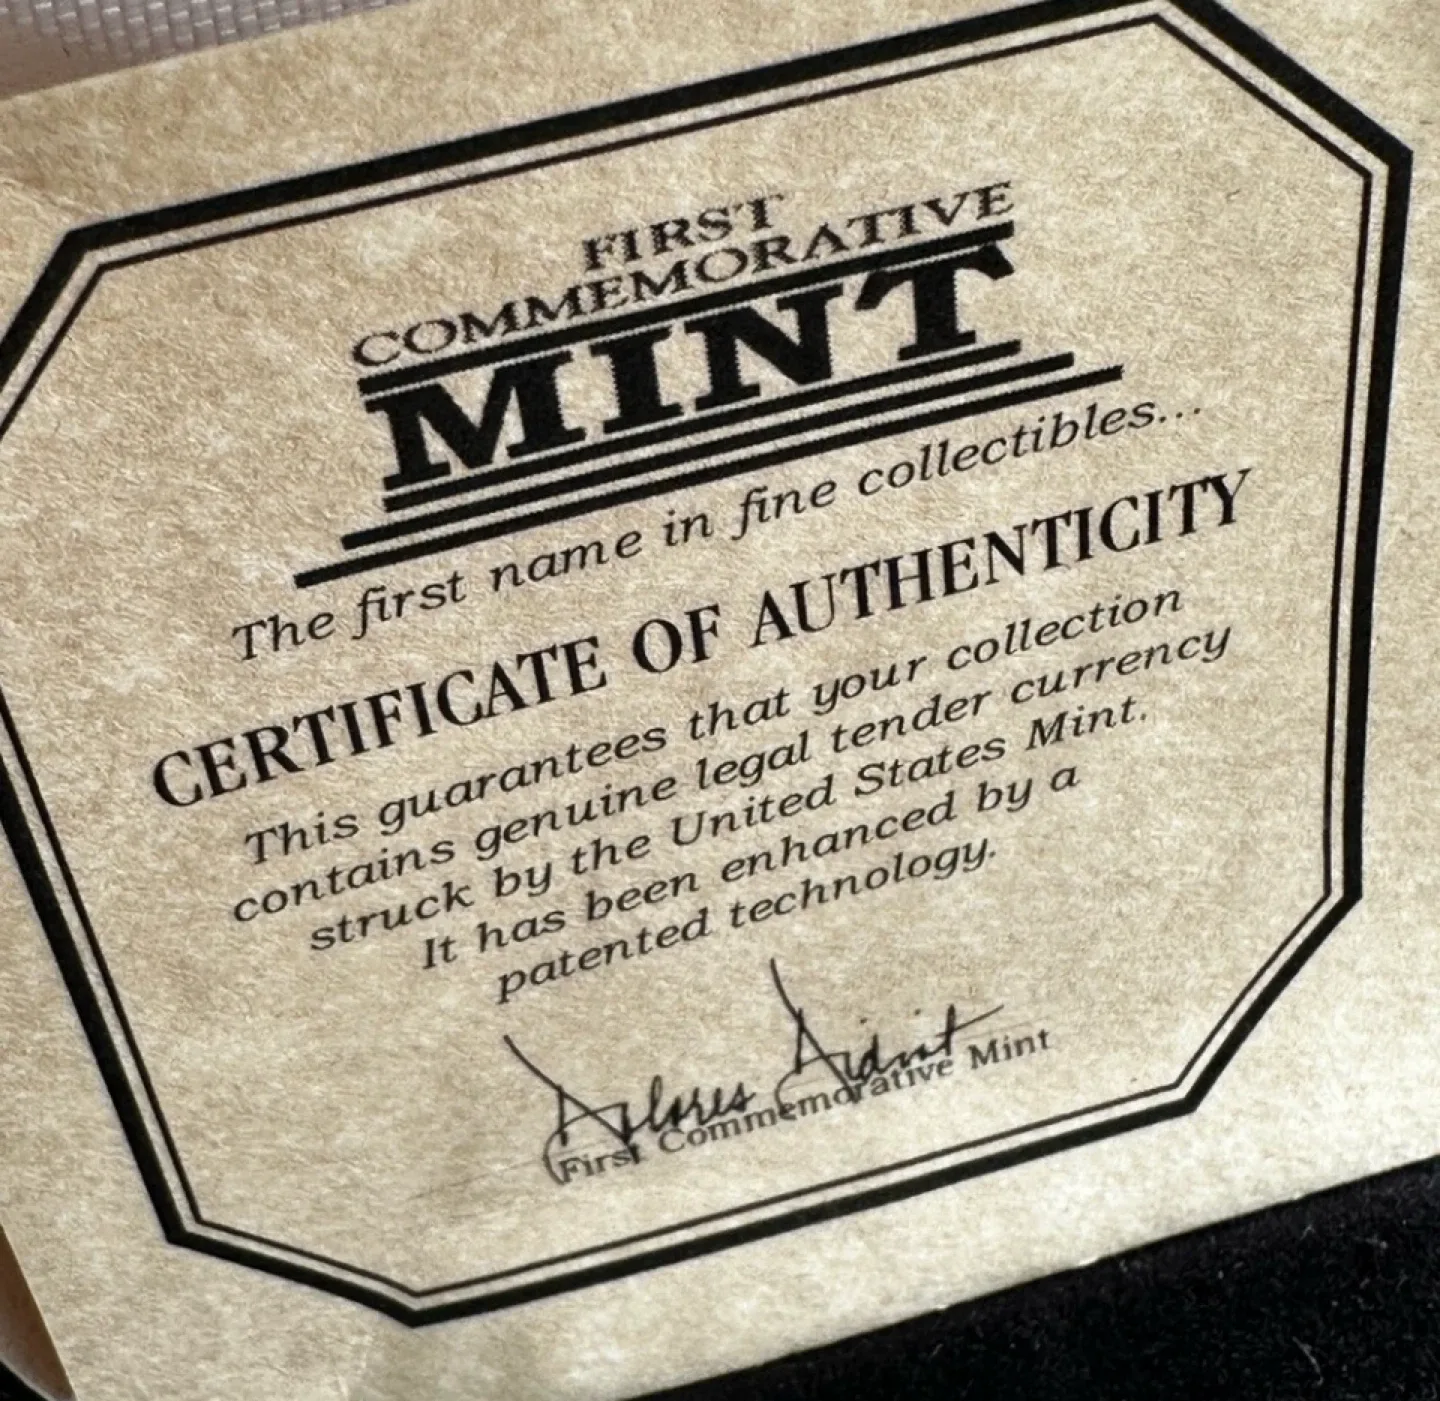 FIRST
COMMEMORATIVE
MINT
The first name in fine collectibles...
CERTIFICATE OF AUTHENTICITY
This guarantees that your collection
contains genuine legal tender currency
struck by the United States Mint.
It has been enhanced by a
patented technology.
First Commemorative Mint